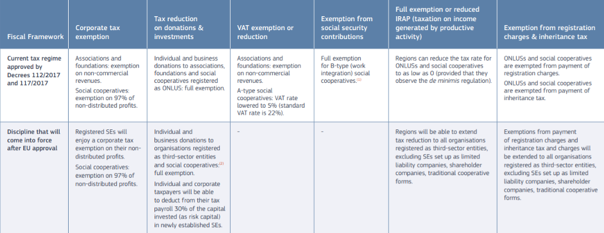 Fiscal Framework
Corporate tax
exemption
Tax reduction
on donations &
investments
VAT exemption or
reduction
Exemption from
social security
contributions
Full exemption or reduced
IRAP (taxation on income
generated by productive
activity)
Exemption from registration
charges & inheritance tax
Current tax regime
approved by
Decrees 112/2017
and 117/2017
Associations and
foundations: exemption
on non-commercial
revenues.
Social cooperatives:
exemption on 97% of
non-distributed profits.
Individual and business
donations to associations,
foundations and social
cooperatives registered
as ONLUS: full exemption.
Associations and
foundations: exemption
on non-commercial
revenues.
A-type social
cooperatives: VAT rate
lowered to 5% (standard
VAT rate is 22%).
Full exemption
for B-type (work
integration) social
cooperatives.
Regions can reduce the tax rate for
ONLUSs and social cooperatives
to as low as 0 (provided that they
observe the de minimis regulation).
ONLUSs and social cooperatives
are exempted from payment of
registration charges.
ONLUSs and social cooperatives
are exempted from payment of
inheritance tax.
Discipline that will
come into force
after EU approval
Registered SEs will
enjoy a corporate tax
exemption on their non-
distributed profits.
Social cooperatives:
exemption on 97% of
non-distributed profits.
Individual and
business donations to
organisations registered
as third-sector entities
and social cooperatives:
full exemption.
Individual and corporate
taxpayers will be able
to deduct from their tax
payroll 30% of the capital
invested (as risk capital)
in newly established SEs.
-
-
Regions will be able to extend
tax reduction to all organisations
registered as third-sector entities,
excluding SEs set up as limited
liability companies, shareholder
companies, traditional cooperative
forms.
Exemptions from payment
of registration charges and
inheritance tax and charges will
be extended to all organisations
registered as third-sector entities,
excluding SEs set up as limited
liability companies, shareholder
companies, traditional cooperative
forms.